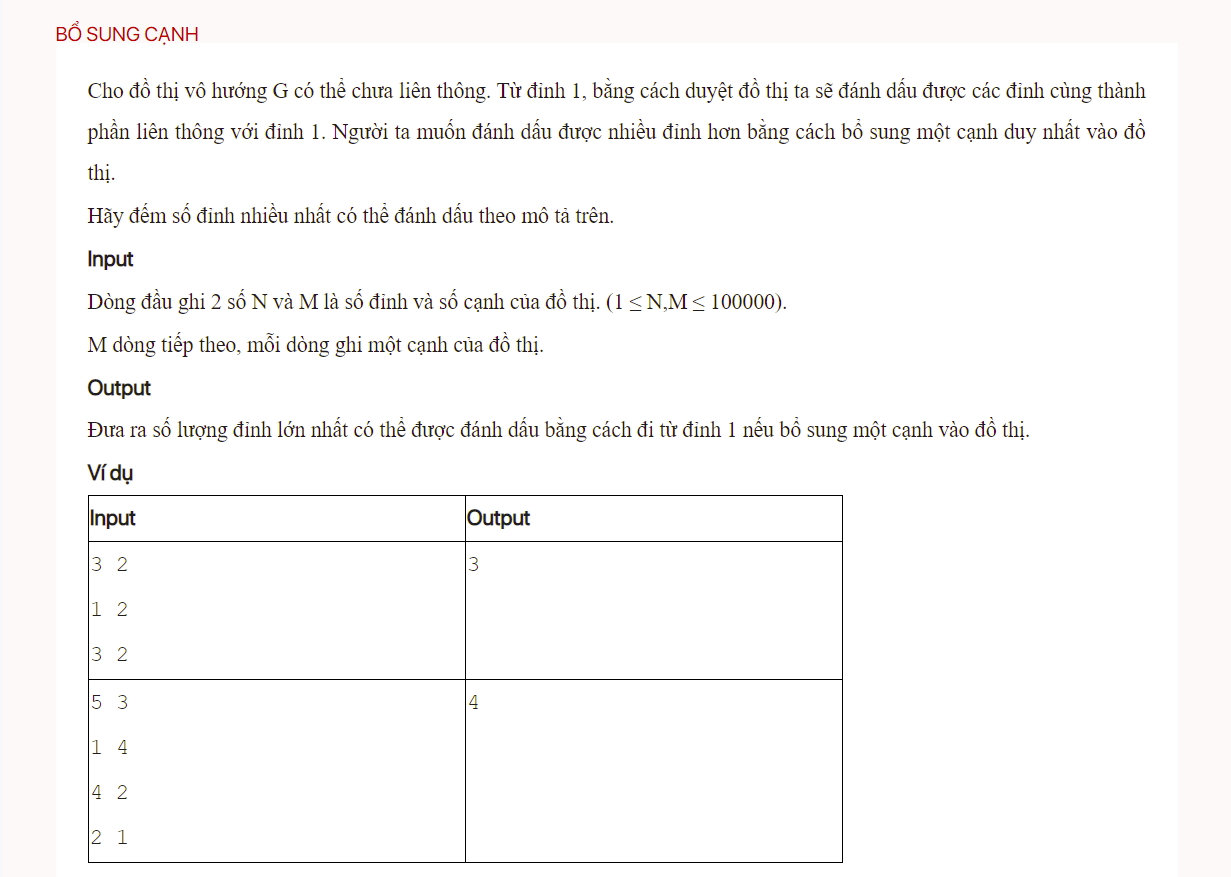 BỔ SUNG CẠNH
Cho đồ thị vô hướng G có thể chưa liên thông. Từ đỉnh 1, bằng cách duyệt đồ thị ta sẽ đánh dấu được các đỉnh cùng thành
phần liên thông với đỉnh 1. Người ta muốn đánh dấu được nhiều đỉnh hơn bằng cách bổ sung một cạnh duy nhất vào đồ
thị.
Hãy đếm số đỉnh nhiều nhất có thể đánh dấu theo mô tả trên.
Input
Dòng đầu ghi 2 số N và M là số đỉnh và số cạnh của đồ thị. (1 ≤ N,M ≤ 100000).
M dòng tiếp theo, mỗi dòng ghi một cạnh của đồ thị.
Output
Đưa ra số lượng đỉnh lớn nhất có thể được đánh dấu bằng cách đi từ đỉnh 1 nếu bổ sung một cạnh vào đồ thị.
Ví dụ
Input Output
3 2 3
1 2
3 2
5 3 4
1 4
4 2
2 1